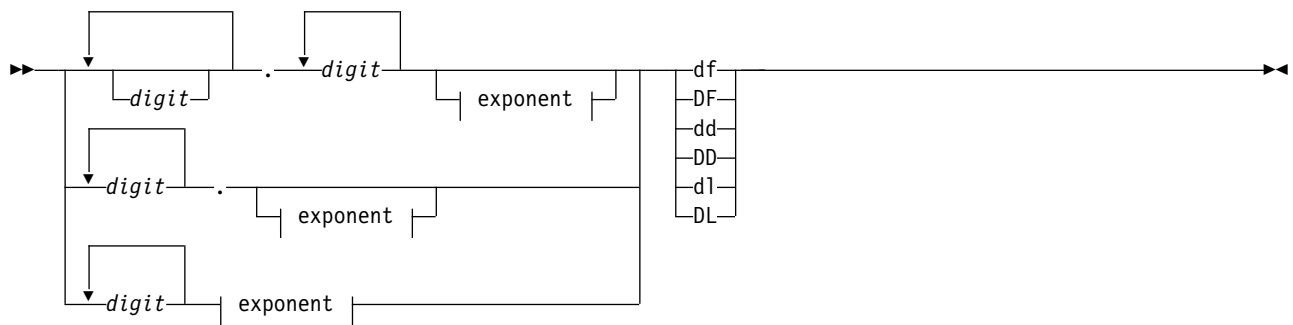 . digit df
digit exponent DF
dd
DD
digit . dl
exponent DL
digit exponent